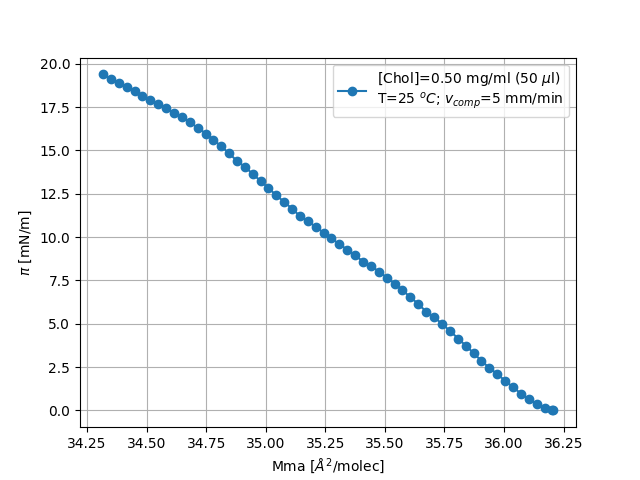 20.0
17.5
15.0
12.5
10.0
7.5
5.0
2.5
0.0
π [mN/m]
[Chol]=0.50 mg/ml (50 μl)
T=25 °C; v_comp=5 mm/min
34.25 34.50 34.75 35.00 35.25 35.50 35.75 36.00 36.25
Mma [Å²/molec]